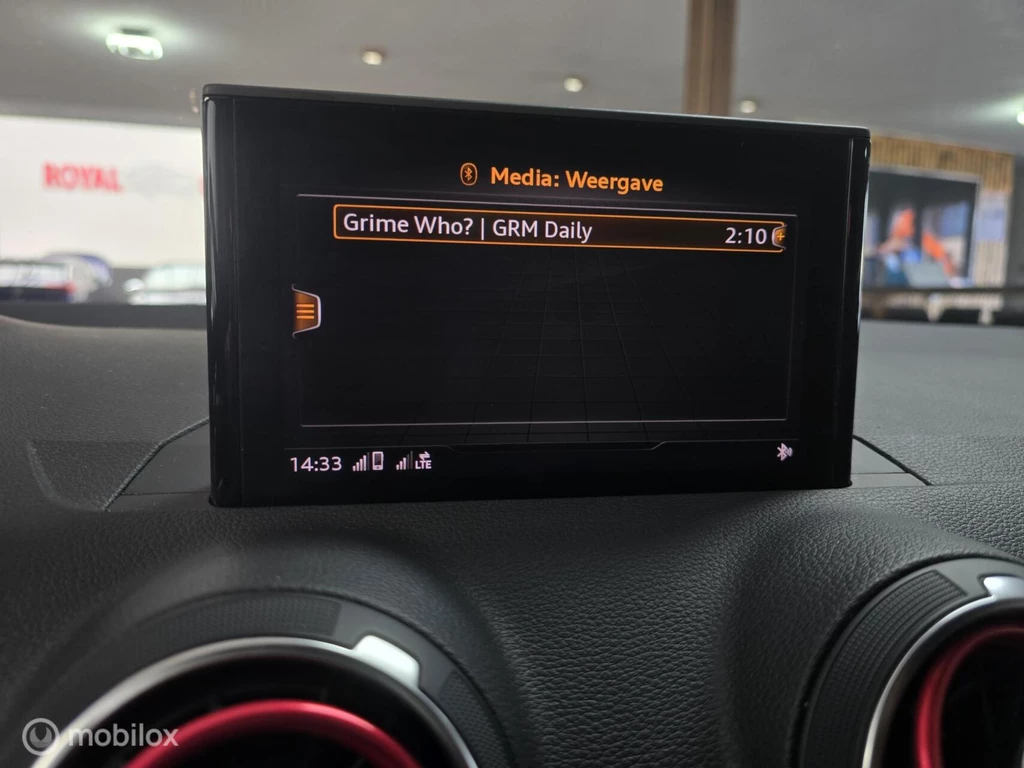 ROYAL
Media: Weergave
Grime Who? | GRM Daily 2:10
14:33 LTE
mobilox